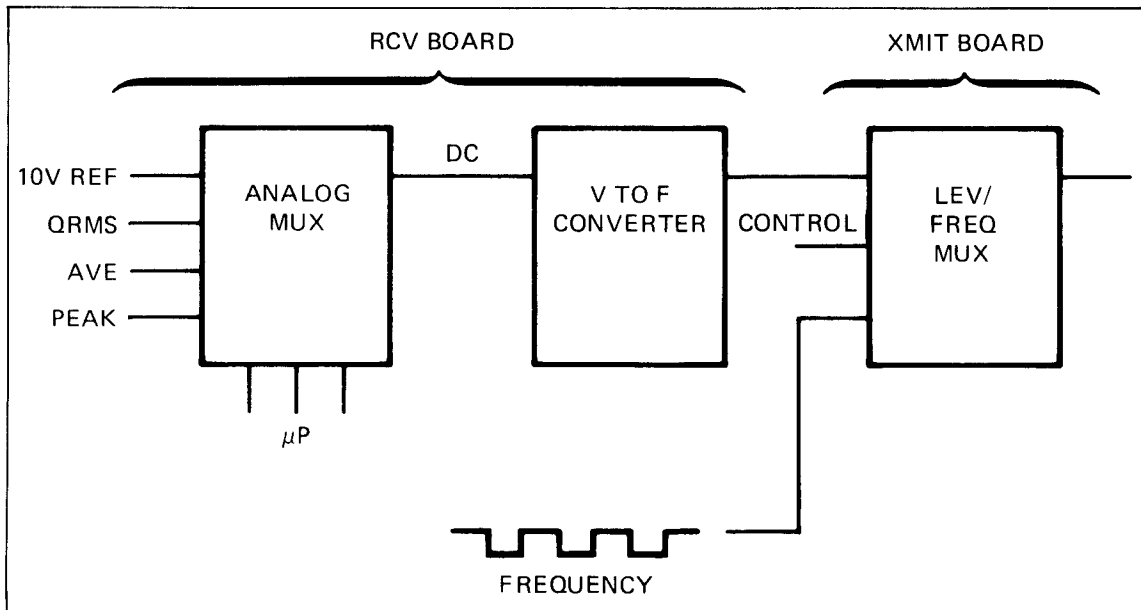 RCV BOARD
XMIT BOARD
10V REF
QRMS
AVE
PEAK
ANALOG
MUX
μP
DC
V TO F
CONVERTER
CONTROL
LEV/
FREQ
MUX
FREQUENCY